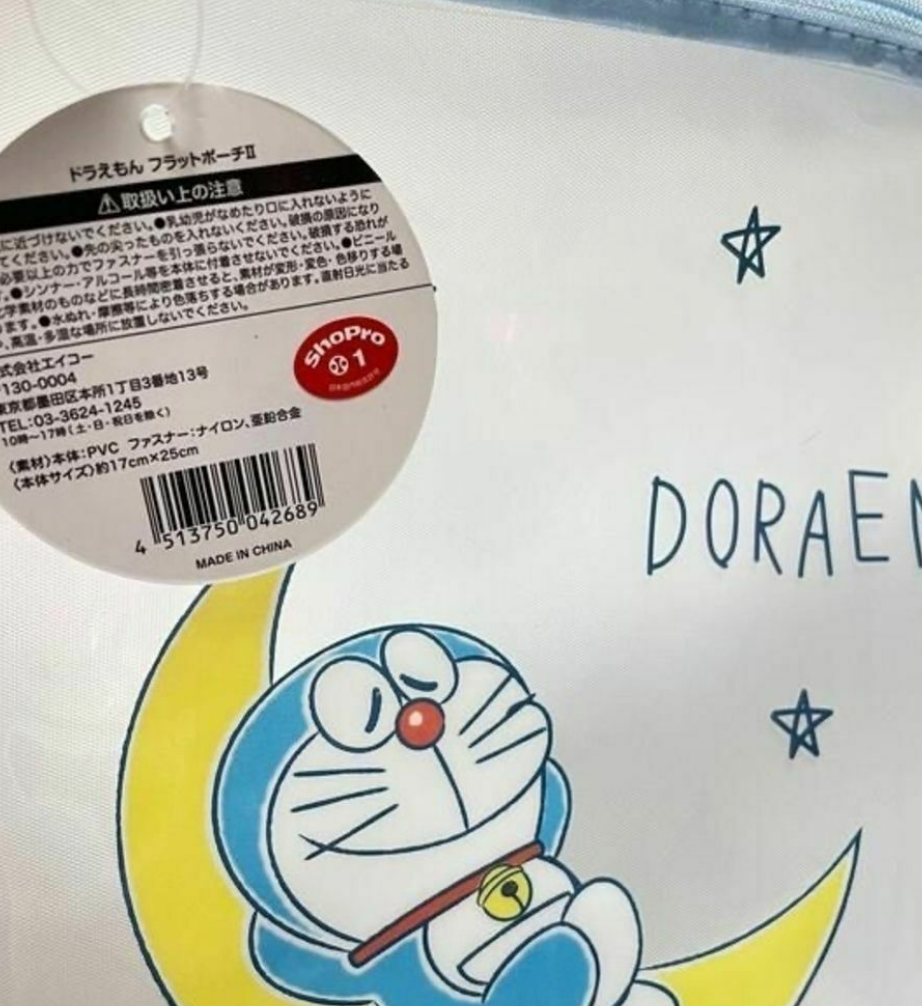 ドラえもん フラットポーチⅡ
⚠取扱い上の注意
に近づけないでください。●乳幼児がなめたり口に入れないように
てください。●先の尖ったものを入れないください。破損の原因になり
必要以上の力でファスナーを引っ張らないでください。破損する恐れが
す。●シンナー・アルコール等を本体に付着させないでください。●ビニール
化学素材のものなどに長時間密着させると、素材が変形・変色・色移りする場
ります。●水ぬれ・摩擦等により色落ちする場合があります。直射日光に当たる
、高温・多湿な場所に放置しないでください。
式会社エイコー
〒130-0004
東京都墨田区本所1丁目3番地13号
TEL:03-3624-1245
10時〜17時(土・日・祝日を除く)
〈素材〉本体:PVC ファスナー:ナイロン、亜鉛合金
〈本体サイズ〉約17cm×25cm
4 513750 042689
MADE IN CHINA
ShoPro
1
DORAEM